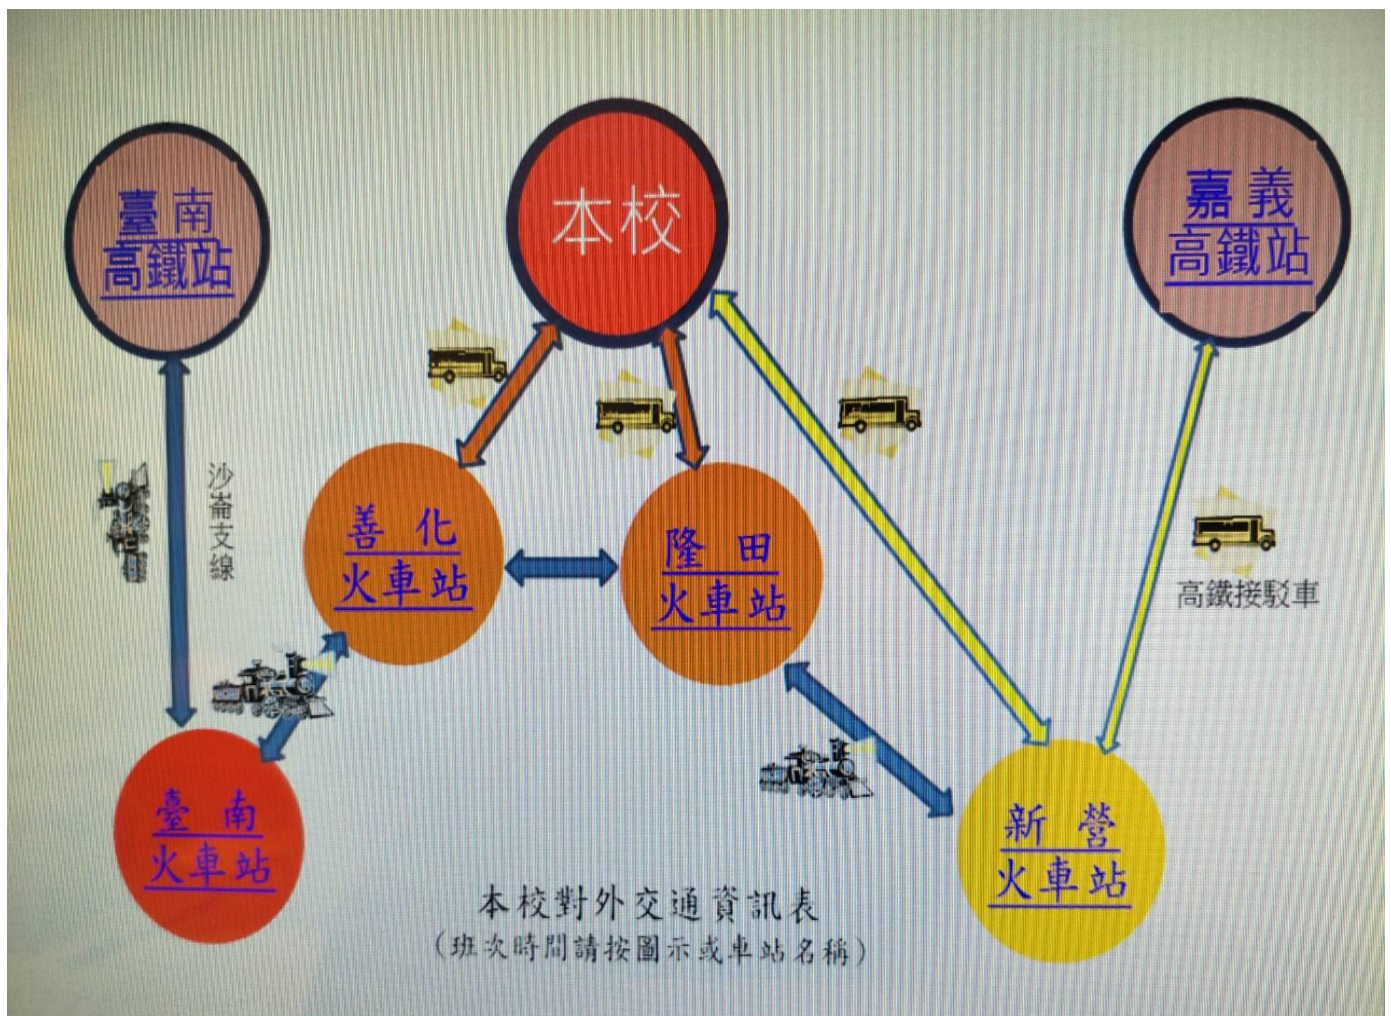 臺南
高鐵站
本校
嘉義
高鐵站
沙崙支線
善化
火車站
隆田
火車站
高鐵接駁車
臺南
火車站
新營
火車站
本校對外交通資訊表
(班次時間請按圖示或車站名稱)